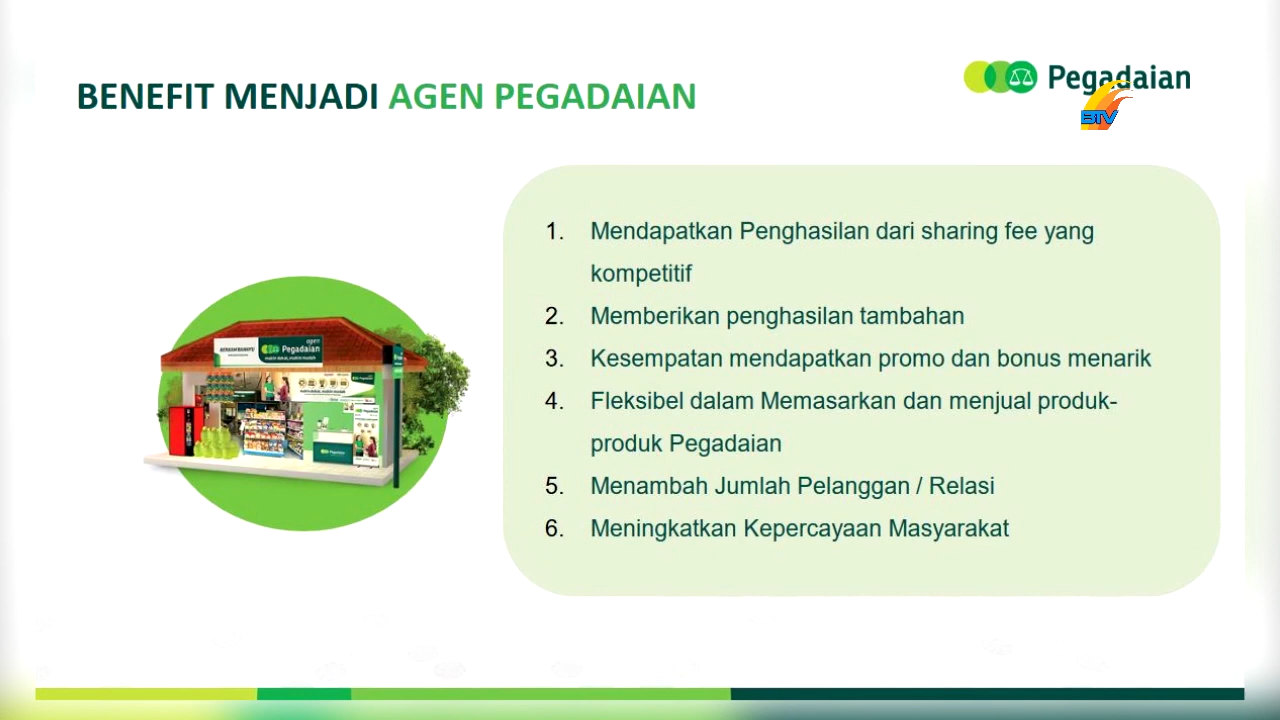 BENEFIT MENJADI AGEN PEGADAIAN
Pegadaian
BTV
1. Mendapatkan Penghasilan dari sharing fee yang
kompetitif
2. Memberikan penghasilan tambahan
3. Kesempatan mendapatkan promo dan bonus menarik
4. Fleksibel dalam Memasarkan dan menjual produk-
produk Pegadaian
5. Menambah Jumlah Pelanggan / Relasi
6. Meningkatkan Kepercayaan Masyarakat
agen
Pegadaian